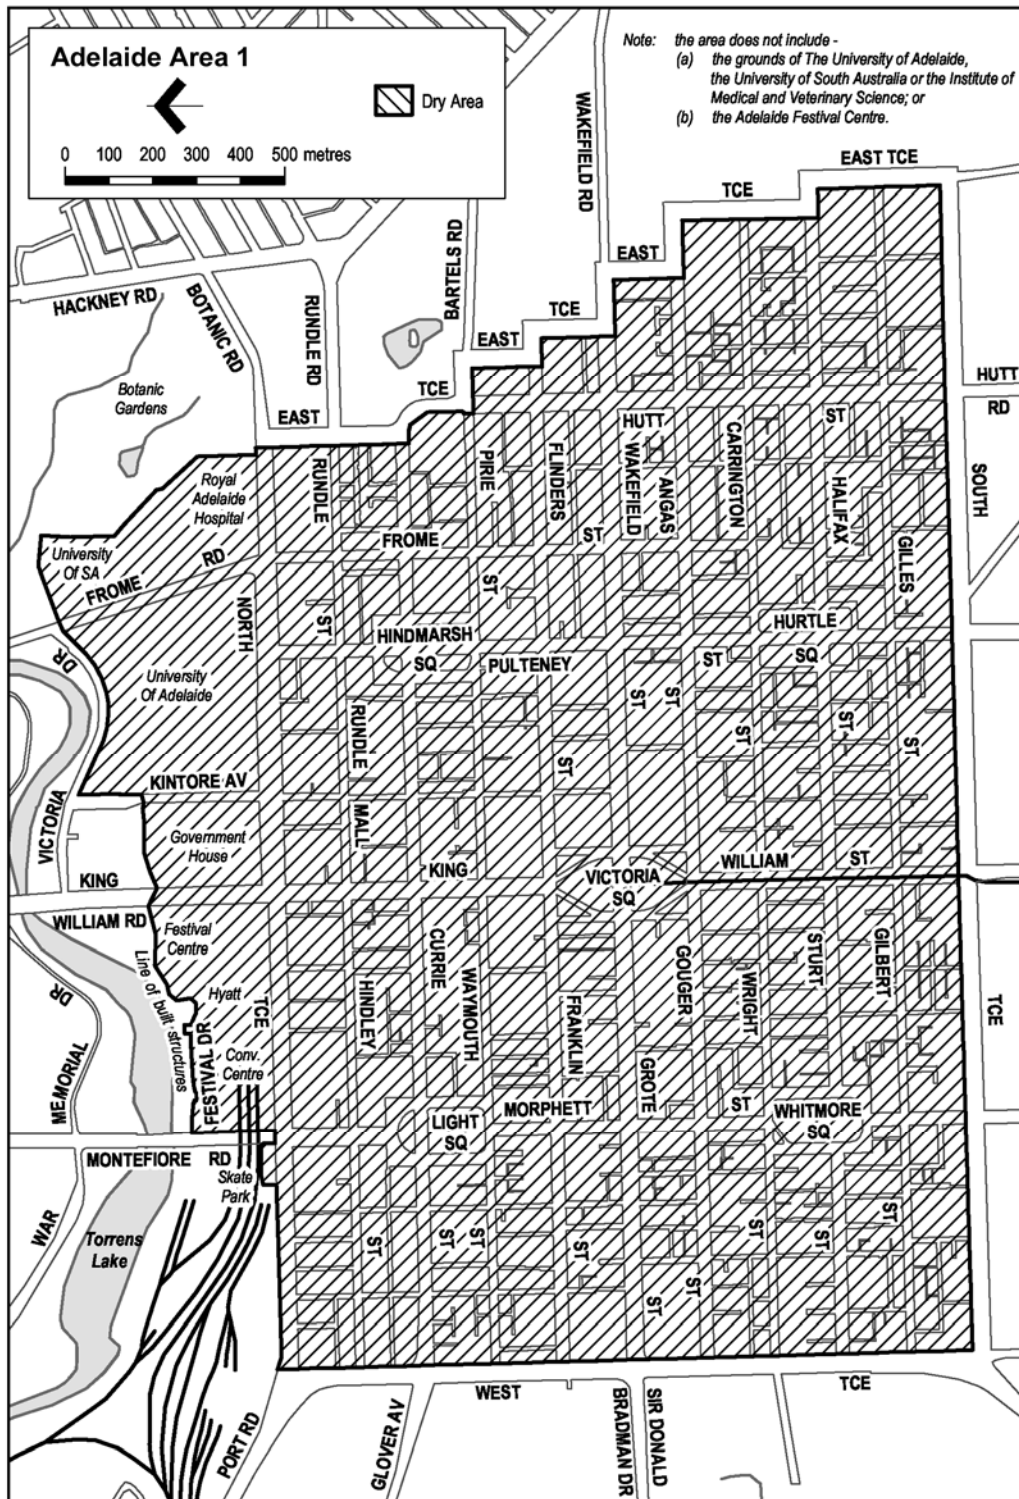 Adelaide Area 1
Dry Area
0 100 200 300 400 500 metres
Note: the area does not include -
(a) the grounds of The University of Adelaide,
the University of South Australia or the Institute of
Medical and Veterinary Science; or
(b) the Adelaide Festival Centre.
WAKEFIELD RD
EAST TCE
TCE
EAST
BARTELS RD
TCE
EAST
HACKNEY RD
BOTANIC RD
RUNDLE RD
TCE
EAST
HUTT
RD
Botanic
Gardens
SOUTH
Royal
Adelaide
Hospital
RUNDLE
PIRIE
FLINDERS
HUTT
WAKEFIELD
ANGAS
CARRINGTON
ST
HALIFAX
GILLES
University
Of SA
FROME
RD
FROME
ST
ST
NORTH
ST
HINDMARSH
SQ
PULTENEY
ST
HURTLE
SQ
DR
University
Of Adelaide
RUNDLE
ST
ST
ST
ST
ST
ST
KINTORE AV
MALL
VICTORIA
Government
House
KING
KING
VICTORIA
SQ
WILLIAM
ST
WILLIAM RD
Festival
Centre
Line of built structures
CURRIE
WAYMOUTH
GOUGER
WRIGHT
STURT
GILBERT
DR
Hyatt
TCE
HINDLEY
FRANKLIN
TCE
MEMORIAL
FESTIVAL DR
Conv.
Centre
GROTE
LIGHT
SQ
MORPHETT
ST
WHITMORE
SQ
MONTEFIORE RD
Skate
Park
WAR
Torrens
Lake
ST
ST
ST
ST
ST
ST
ST
ST
ST
WEST
TCE
PORT RD
GLOVER AV
SIR DONALD
BRADMAN DR